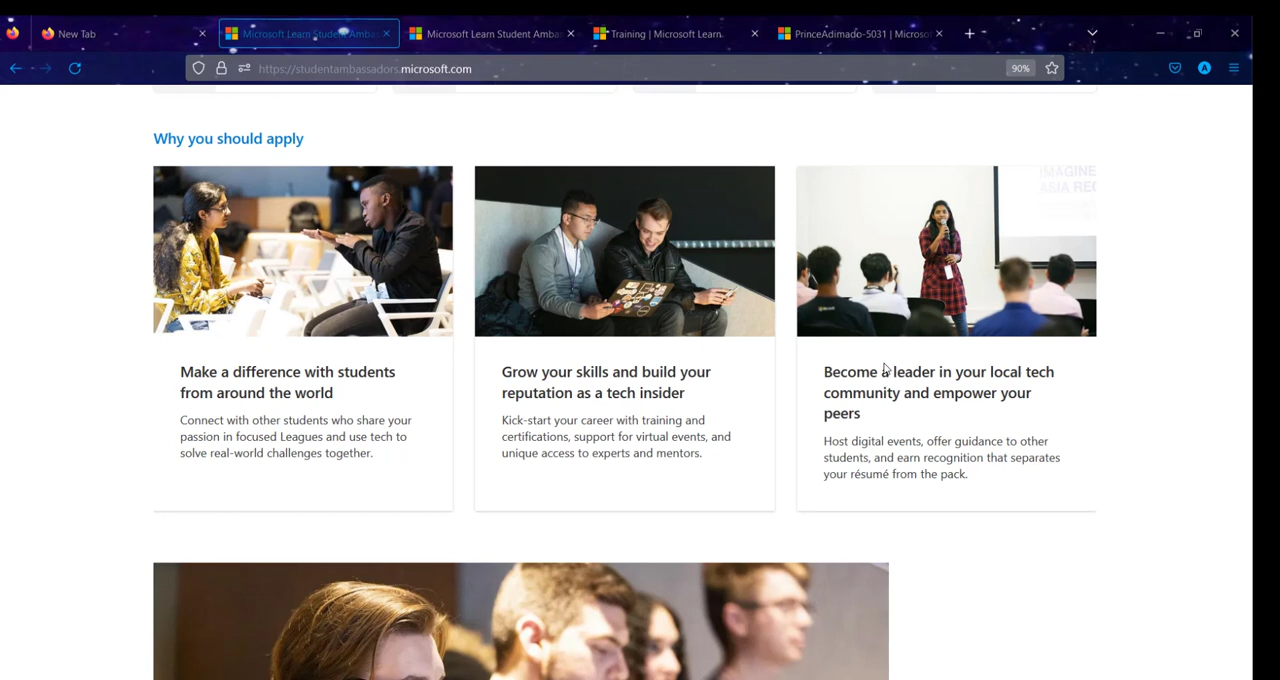 New Tab
Microsoft Learn Student Ambas
Microsoft Learn Student Ambas
Training | Microsoft Learn
PrinceAdimado-5031 | Microsof
https://studentambassadors.microsoft.com
90%
A
Why you should apply
IMAGINE
ASIA REG
Make a difference with students
from around the world
Connect with other students who share your
passion in focused Leagues and use tech to
solve real-world challenges together.
Grow your skills and build your
reputation as a tech insider
Kick-start your career with training and
certifications, support for virtual events, and
unique access to experts and mentors.
Become a leader in your local tech
community and empower your
peers
Host digital events, offer guidance to other
students, and earn recognition that separates
your résumé from the pack.